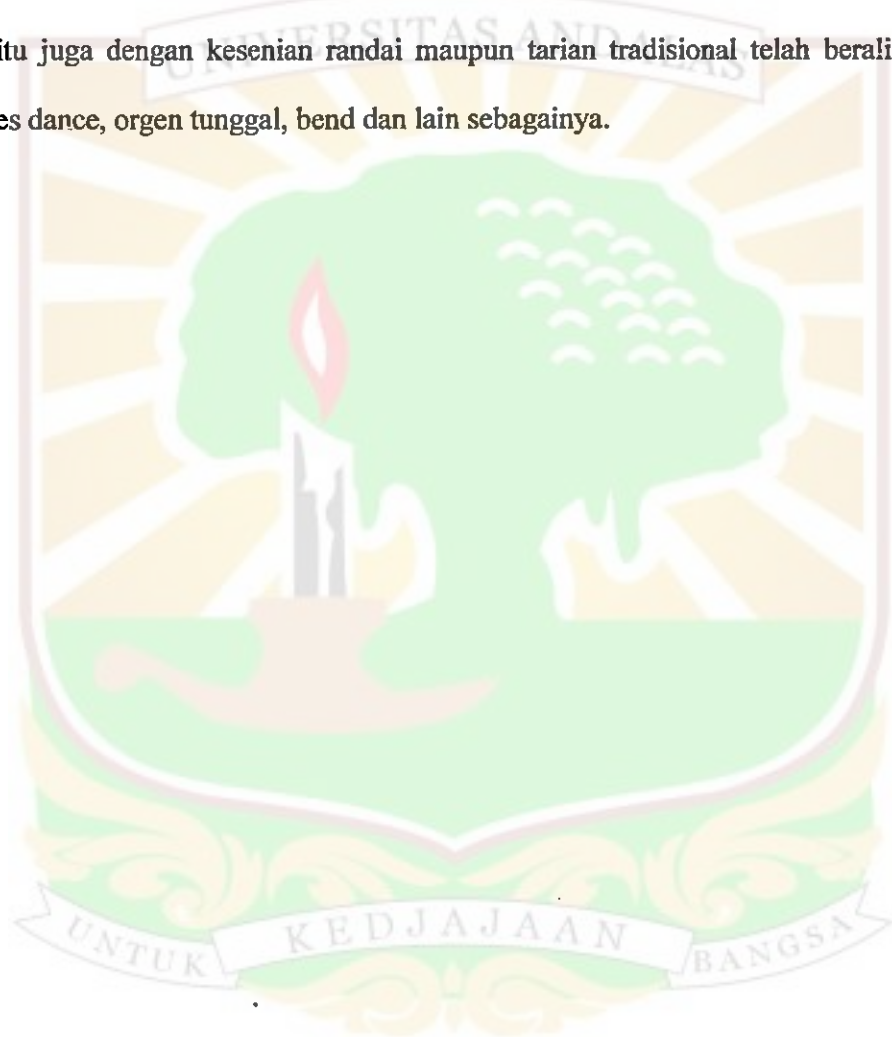 UNIVERSITAS ANDALAS
itu juga dengan kesenian randai maupun tarian tradisional telah berali
es dance, orgen tunggal, bend dan lain sebagainya.
UNTUK KEDJAJAAN BANGSA